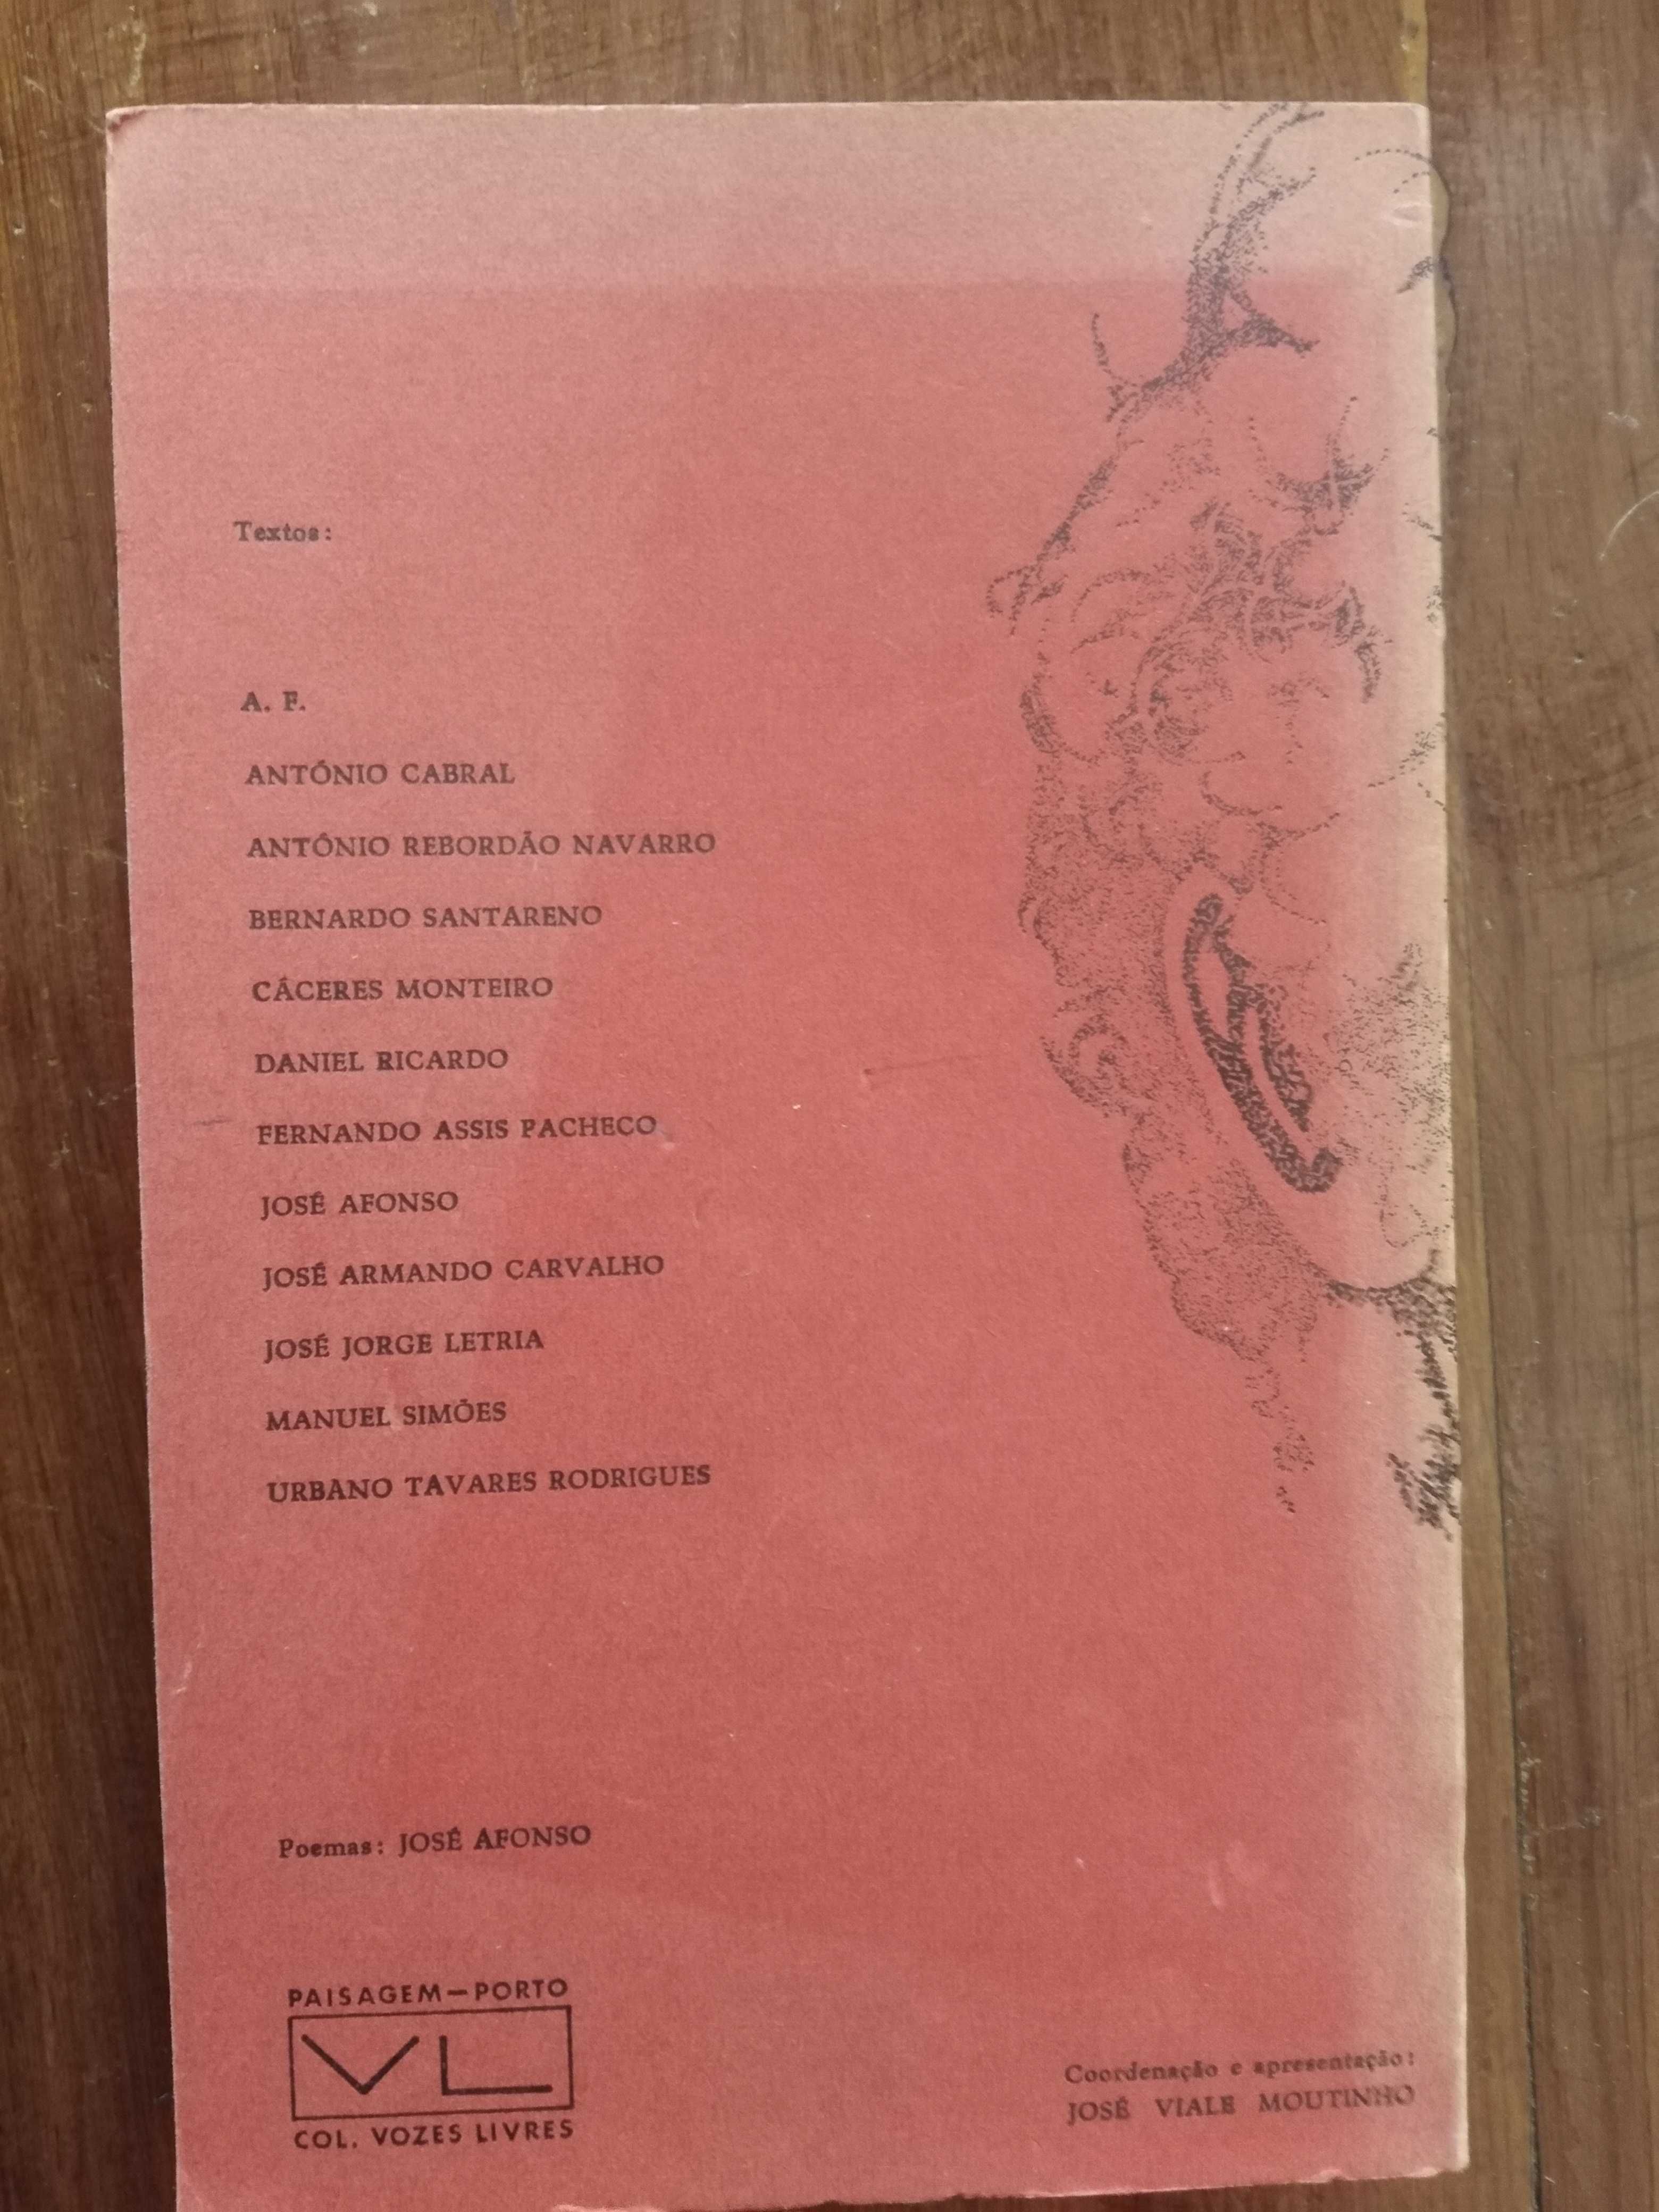 Textos:
A. F.
ANTÓNIO CABRAL
ANTÓNIO REBORDÃO NAVARRO
BERNARDO SANTARENO
CÁCERES MONTEIRO
DANIEL RICARDO
FERNANDO ASSIS PACHECO
JOSÉ AFONSO
JOSÉ ARMANDO CARVALHO
JOSÉ JORGE LETRIA
MANUEL SIMÕES
URBANO TAVARES RODRIGUES
Poemas: JOSÉ AFONSO
PAISAGEM—PORTO
VL
COL. VOZES LIVRES
Coordenação e apresentação:
JOSÉ VIALE MOUTINHO